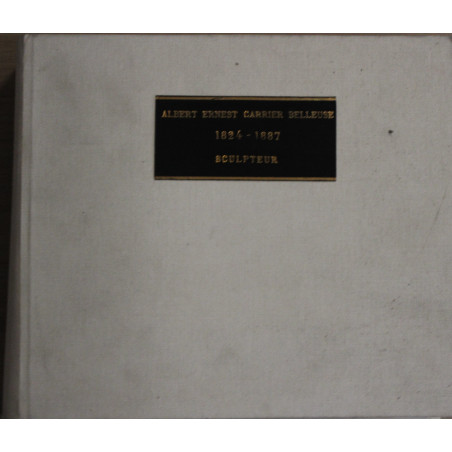 ALBERT ERNEST CARRIER BELLEUSE
1824-1887
SCULPTEUR